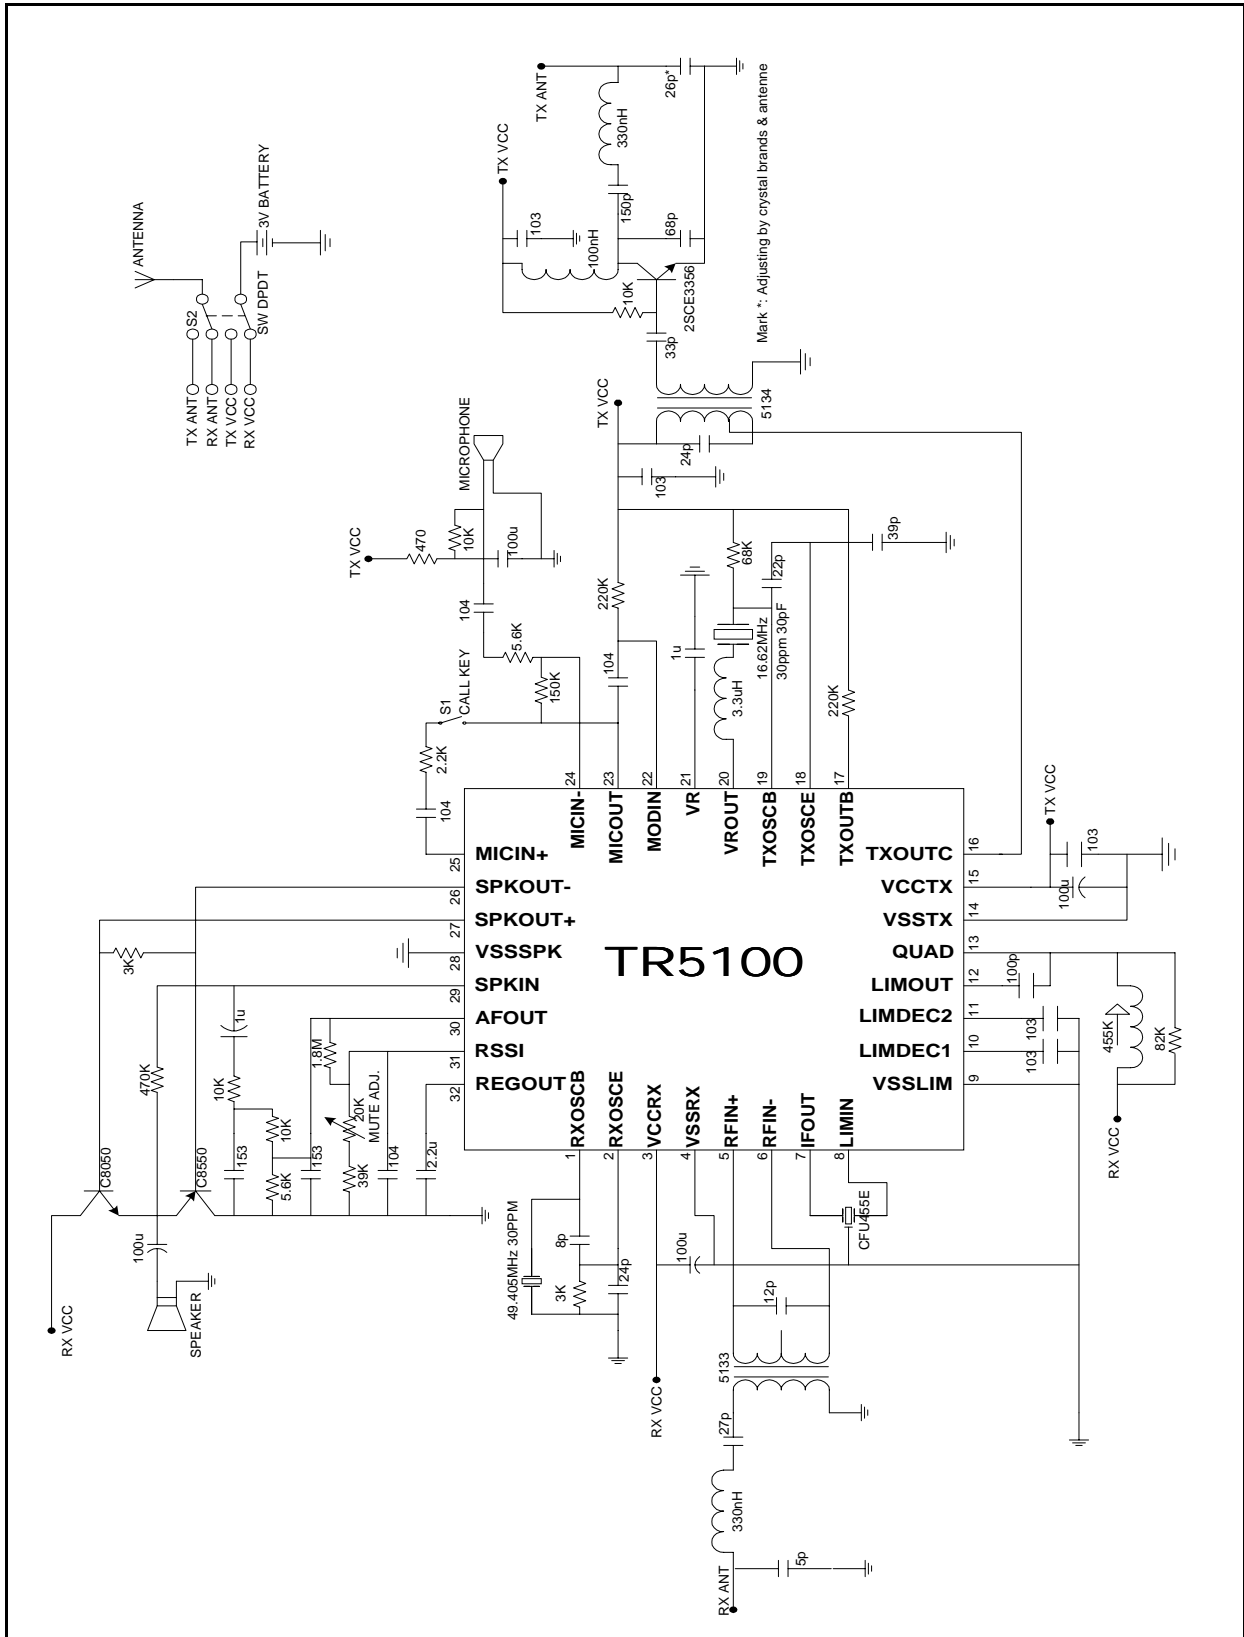 TX ANT
26p*
330nH
TX VCC
150p
103
100nH
68p
10K
2SCE3356
33p
Mark *: Adjusting by crystal brands & antenne
ANTENNA
3V BATTERY
S2
SW DPDT
TX ANT
RX ANT
TX VCC
RX VCC
TX VCC
5134
24p
103
MICROPHONE
TX VCC
470
10K
100u
104
220K
68K
22p
39p
5.6K
150K
104
1u
16.62MHz
30ppm 30pF
3.3uH
220K
S1
CALL KEY
2.2K
104
24
23
22
21
20
19
18
17
MICIN-
MICOUT
MODIN
VR
VROUT
TXOSCB
TXOSCE
TXOUTB
25
MICIN+
26
SPKOUT-
27
SPKOUT+
28
VSSSPK
29
SPKIN
30
AFOUT
31
RSSI
32
REGOUT
TR5100
TXOUTC
16
VCCTX
15
VSSTX
14
QUAD
13
LIMOUT
12
LIMDEC2
11
LIMDEC1
10
VSSLIM
9
TX VCC
103
100u
100p
103
103
455K
82K
RX VCC
RXOSCB
RXOSCE
VCCRX
VSSRX
RFIN+
RFIN-
IFOUT
LIMIN
1
2
3
4
5
6
7
8
3K
1u
1.8M
470K
10K
20K
MUTE ADJ.
10K
C8050
C8550
153
5.6K
153
39K
104
2.2u
100u
SPEAKER
RX VCC
49.405MHz 30PPM
8p
3K
24p
100u
CFU455E
12p
5133
RX VCC
27p
330nH
5p
RX ANT